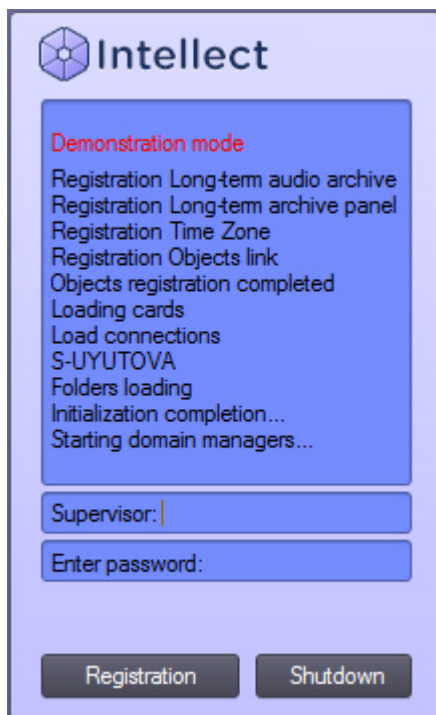 Intellect
Demonstration mode
Registration Long-term audio archive
Registration Long-term archive panel
Registration Time Zone
Registration Objects link
Objects registration completed
Loading cards
Load connections
S-UYUTOVA
Folders loading
Initialization completion...
Starting domain managers...
Supervisor:
Enter password:
Registration
Shutdown